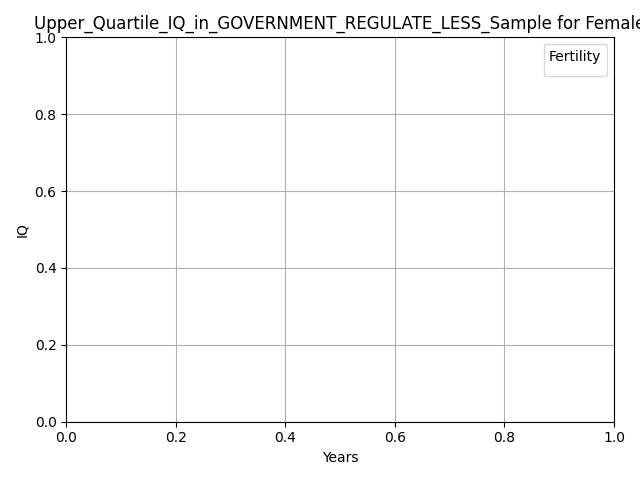 Upper_Quartile_IQ_in_GOVERNMENT_REGULATE_LESS_Sample for Female
Fertility
1.0
0.8
0.6
0.4
0.2
0.0
IQ
0.0 0.2 0.4 0.6 0.8 1.0
Years